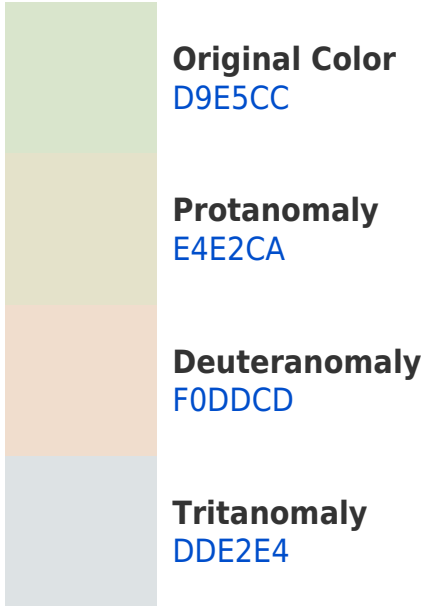 Original Color
D9E5CC
Protanomaly
E4E2CA
Deuteranomaly
F0DDCD
Tritanomaly
DDE2E4